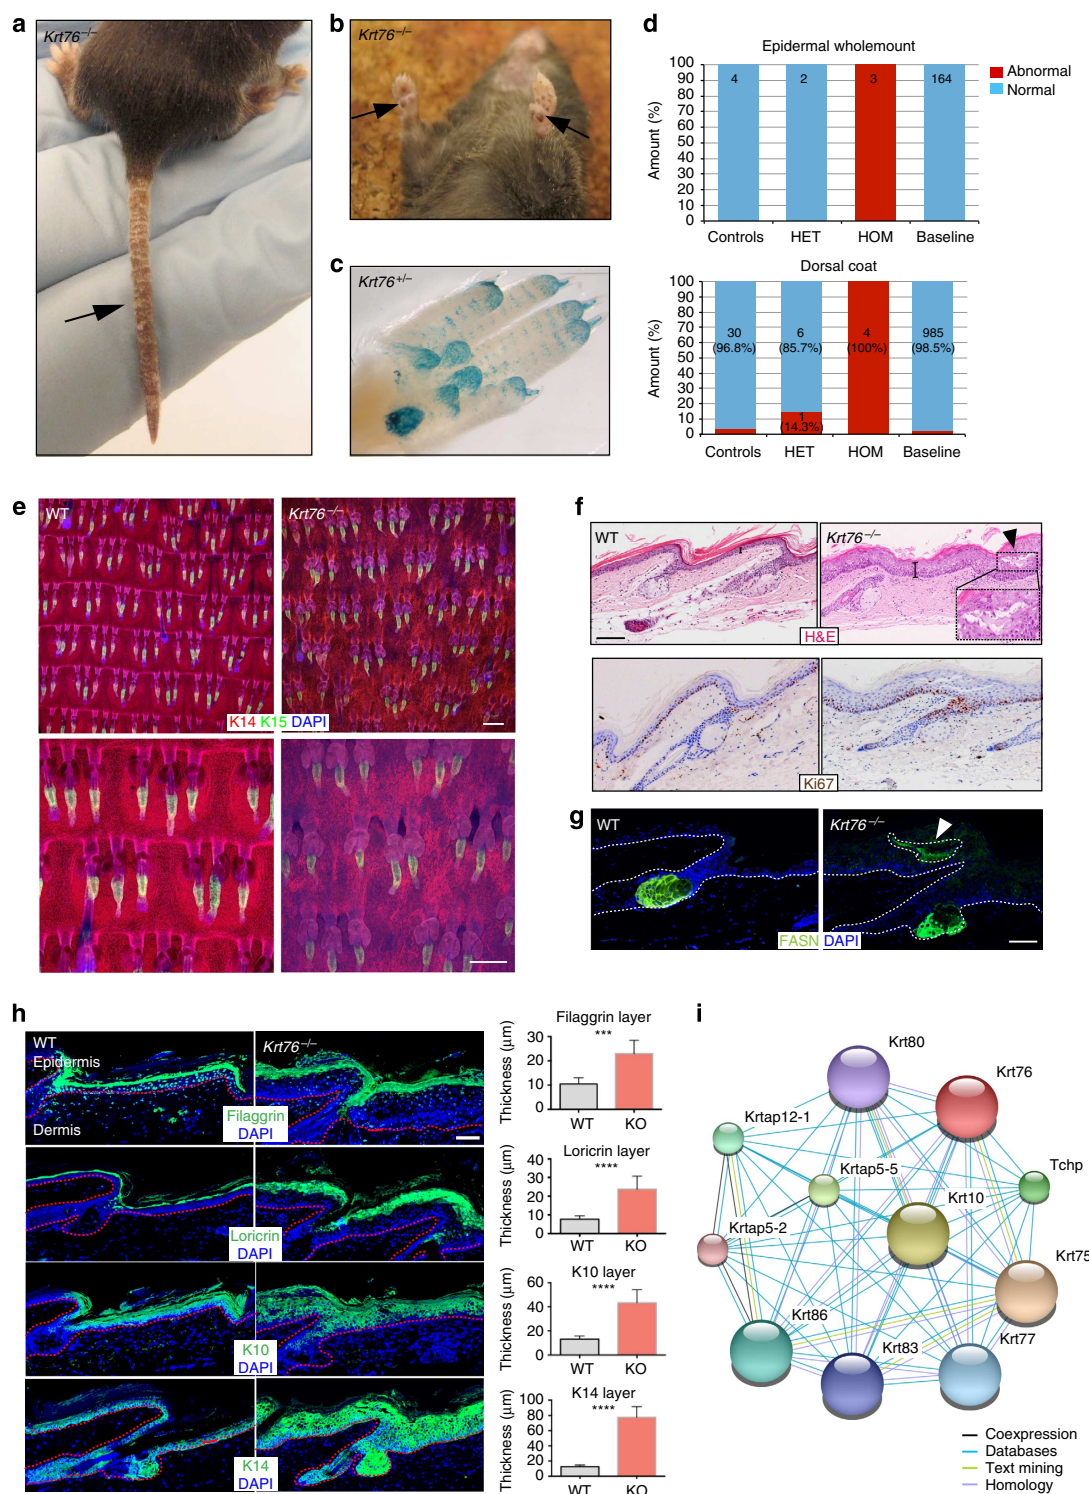 a
Krt76−/−
b
Krt76−/−
c
Krt76+/−
d
Epidermal wholemount
Amount (%)
100
90
80
70
60
50
40
30
20
10
0
4
2
3
164
Controls
HET
HOM
Baseline
Abnormal
Normal
Dorsal coat
Amount (%)
100
90
80
70
60
50
40
30
20
10
0
30
(96.8%)
6
(85.7%)
4
(100%)
985
(98.5%)
1
(14.3%)
Controls
HET
HOM
Baseline
e
WT
Krt76−/−
K14 K15 DAPI
f
WT
Krt76−/−
H&E
Ki67
g
WT
Krt76−/−
FASN DAPI
h
WT
Epidermis
Krt76−/−
Filaggrin
DAPI
Dermis
Loricrin
DAPI
K10
DAPI
K14
DAPI
Filaggrin layer
***
Thickness (µm)
30
20
10
0
WT
KO
Loricrin layer
****
Thickness (µm)
40
30
20
10
0
WT
KO
K10 layer
****
Thickness (µm)
60
40
20
0
WT
KO
K14 layer
****
Thickness (µm)
100
80
60
40
20
0
WT
KO
i
Krt80
Krt76
Krtap12-1
Krtap5-5
Tchp
Krt10
Krtap5-2
Krt75
Krt86
Krt83
Krt77
Coexpression
Databases
Text mining
Homology